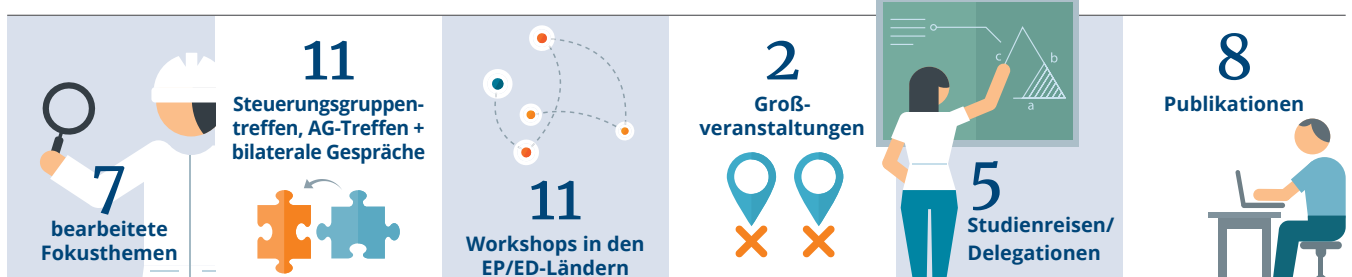 7
bearbeitete
Fokusthemen
11
Steuerungsgruppen-
treffen, AG-Treffen +
bilaterale Gespräche
11
Workshops in den
EP/ED-Ländern
2
Groß-
veranstaltungen
c
b
a
5
Studienreisen/
Delegationen
8
Publikationen